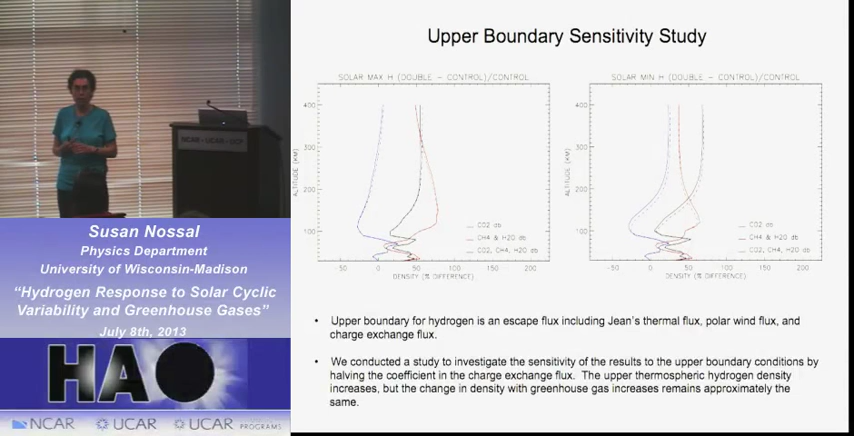 Upper Boundary Sensitivity Study
SOLAR MAX H (DOUBLE - CONTROL)/CONTROL
ALTITUDE (KM)
400
300
200
100
CO2 db
CH4 & H2O db
CO2, CH4, H2O db
-50 0 50 100 150 200
DENSITY (% DIFFERENCE)
SOLAR MIN H (DOUBLE - CONTROL)/CONTROL
ALTITUDE (KM)
400
300
200
100
CO2 db
CH4 & H2O db
CO2, CH4, H2O db
-50 0 50 100 150 200
DENSITY (% DIFFERENCE)
• Upper boundary for hydrogen is an escape flux including Jean's thermal flux, polar wind flux, and
charge exchange flux.
• We conducted a study to investigate the sensitivity of the results to the upper boundary conditions by
halving the coefficient in the charge exchange flux. The upper thermospheric hydrogen density
increases, but the change in density with greenhouse gas increases remains approximately the
same.
NCAR · UCAR · UCP
Susan Nossal
Physics Department
University of Wisconsin-Madison
"Hydrogen Response to Solar Cyclic
Variability and Greenhouse Gases"
July 8th, 2013
HAO
NCAR UCAR UCAR PROGRAMS